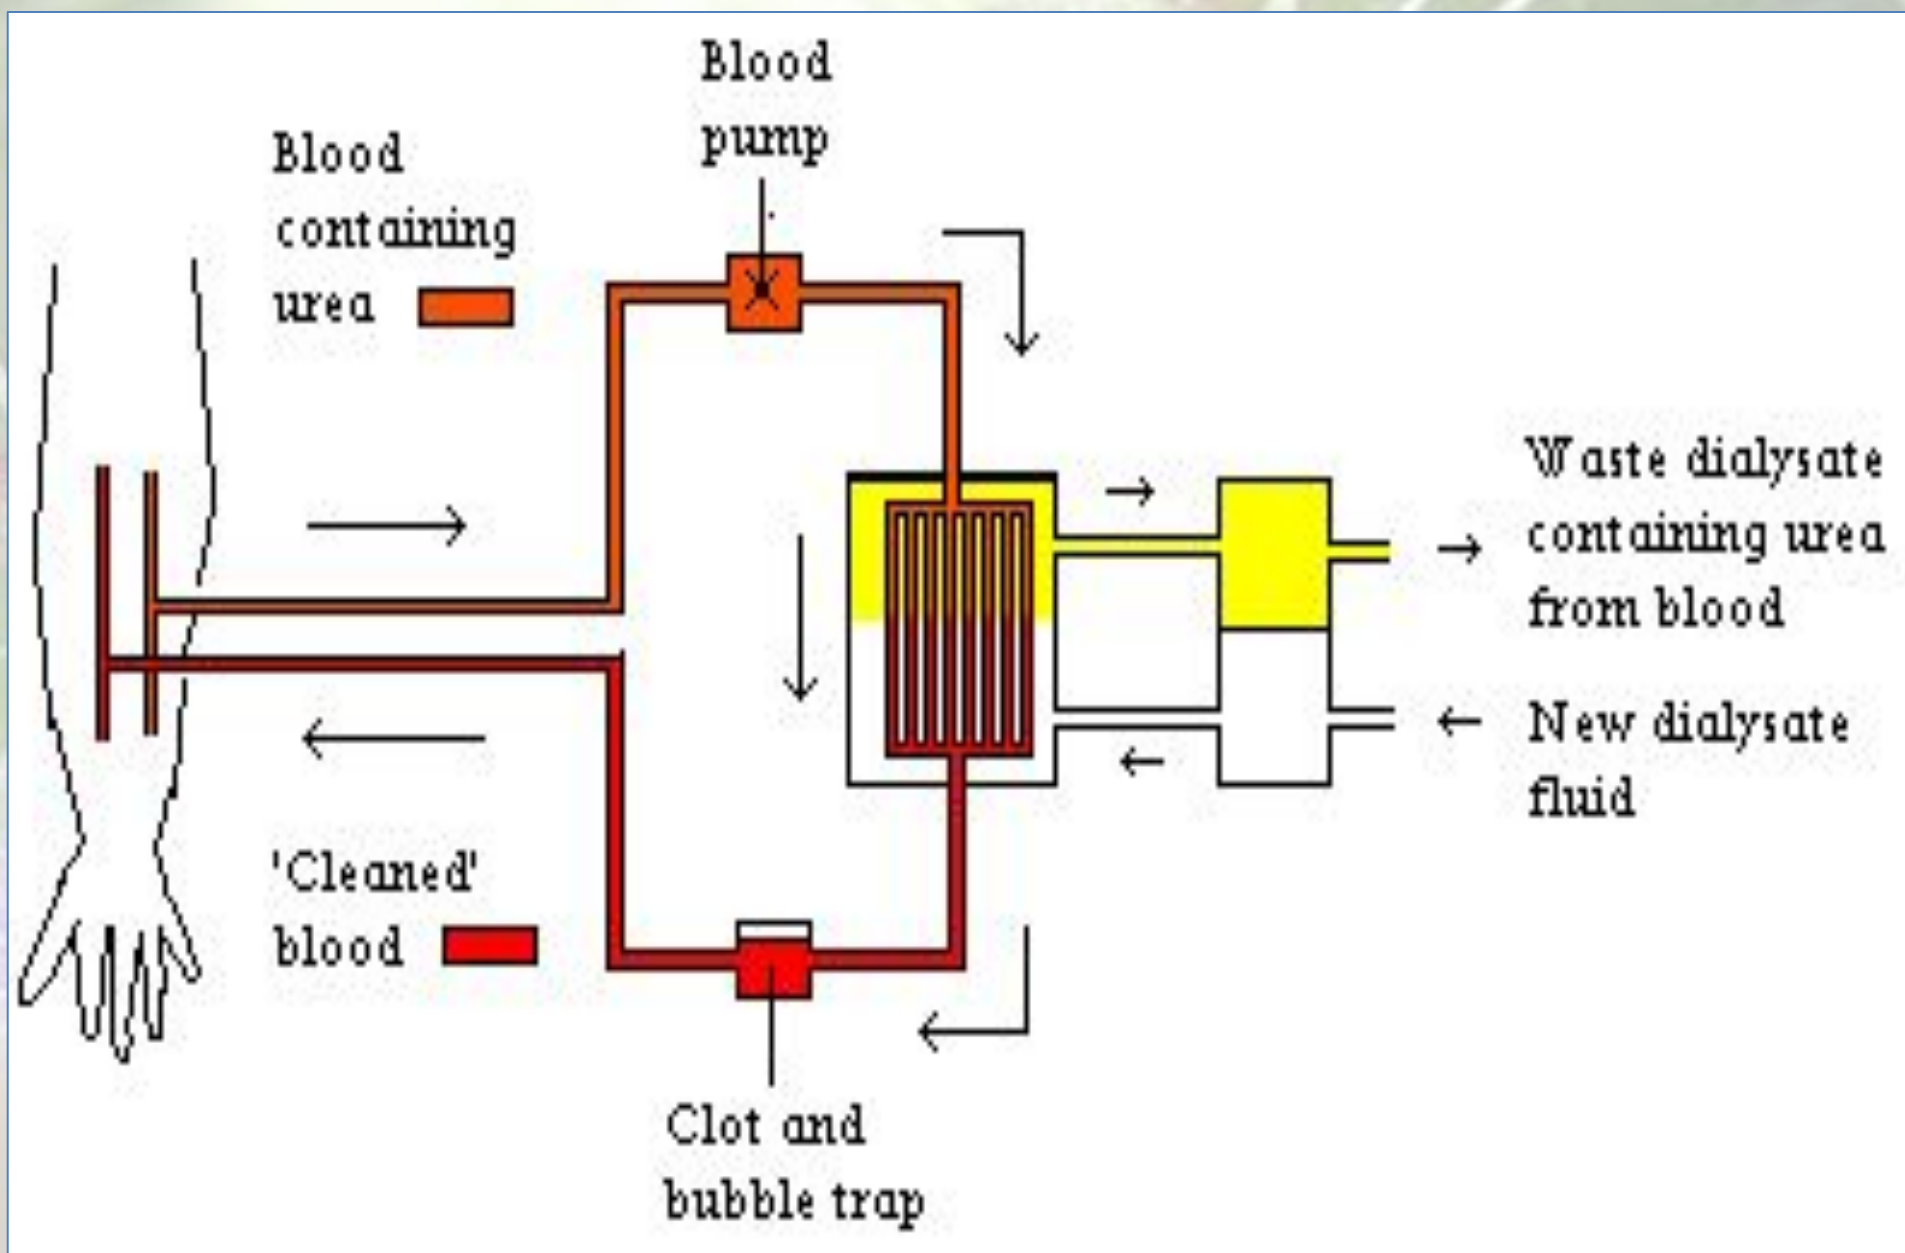 Blood
pump
Blood
containing
urea
Waste dialysate
containing urea
from blood
New dialysate
fluid
'Cleaned'
blood
Clot and
bubble trap